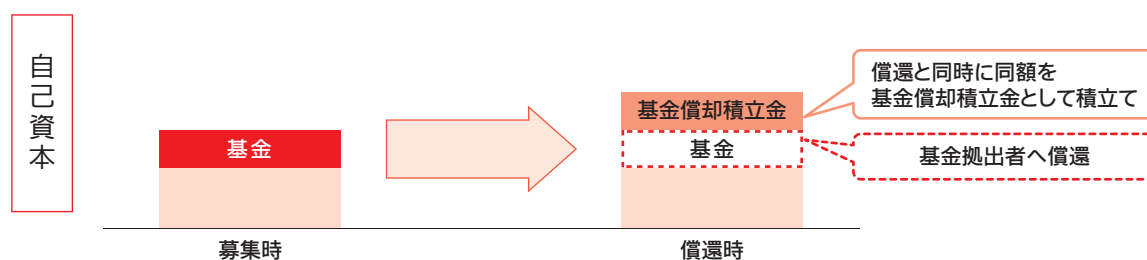 自己資本
基金
募集時
基金償却積立金
基金
償還時
償還と同時に同額を
基金償却積立金として積立て
基金拠出者へ償還